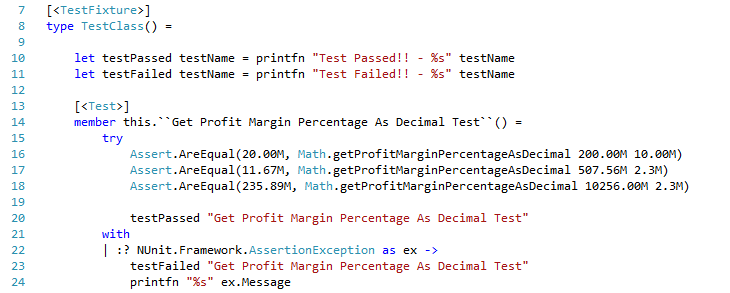 7 [<TestFixture>]
8 type TestClass() =
9
10 let testPassed testName = printfn "Test Passed!! - %s" testName
11 let testFailed testName = printfn "Test Failed!! - %s" testName
12
13 [<Test>]
14 member this.``Get Profit Margin Percentage As Decimal Test``() =
15 try
16 Assert.AreEqual(20.00M, Math.getProfitMarginPercentageAsDecimal 200.00M 10.00M)
17 Assert.AreEqual(11.67M, Math.getProfitMarginPercentageAsDecimal 507.56M 2.3M)
18 Assert.AreEqual(235.89M, Math.getProfitMarginPercentageAsDecimal 10256.00M 2.3M)
19
20 testPassed "Get Profit Margin Percentage As Decimal Test"
21 with
22 | :? NUnit.Framework.AssertionException as ex ->
23 testFailed "Get Profit Margin Percentage As Decimal Test"
24 printfn "%s" ex.Message